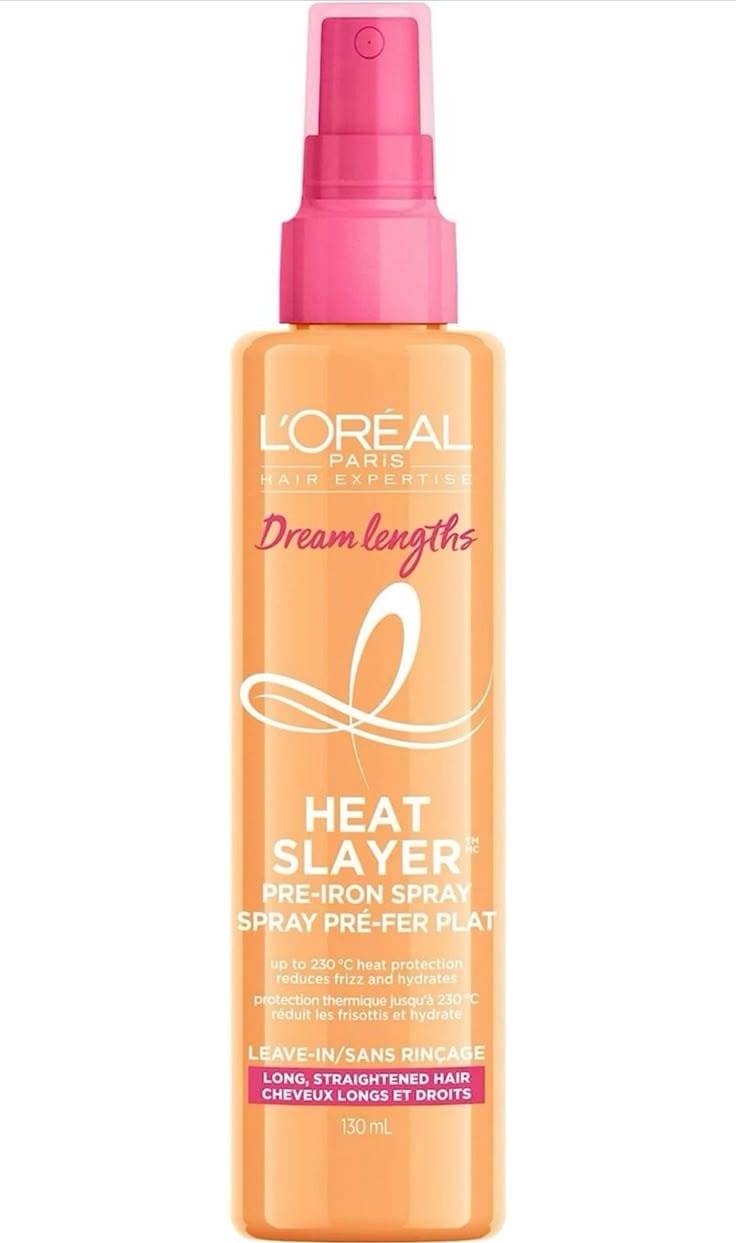 L'ORÉAL
PARIS
HAIR EXPERTISE
Dream lengths
HEAT
SLAYER™ MC
PRE-IRON SPRAY
SPRAY PRÉ-FER PLAT
up to 230 °C heat protection
reduces frizz and hydrates
protection thermique jusqu'à 230 °C
réduit les frisottis et hydrate
LEAVE-IN/SANS RINÇAGE
LONG, STRAIGHTENED HAIR
CHEVEUX LONGS ET DROITS
130 mL